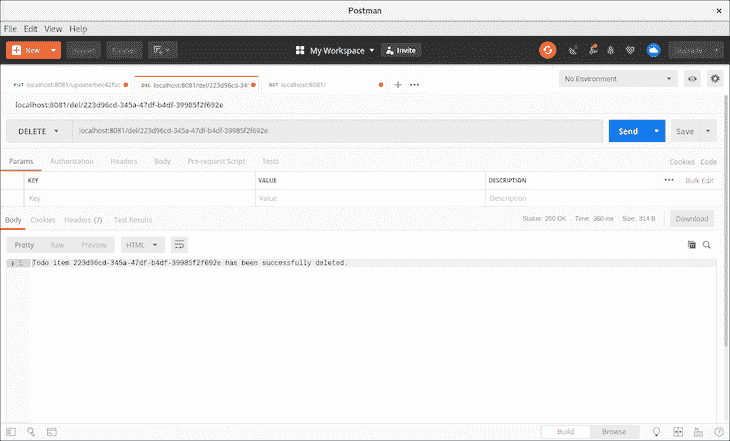 Postman
File Edit View Help
New
My Workspace
Invite
PUT localhost:8081/update/bec42fac
DEL localhost:8081/del/223d96cd-345
GET localhost:8081/
No Environment
localhost:8081/del/223d96cd-345a-47df-b4df-39985f2f692e
DELETE
localhost:8081/del/223d96cd-345a-47df-b4df-39985f2f692e
Send
Save
Params Authorization Headers Body Pre-request Script Tests
Cookies Code
KEY VALUE DESCRIPTION
Bulk Edit
Key Value Description
Body Cookies Headers (7) Test Results
Status: 200 OK Time: 360 ms Size: 314 B
Download
Pretty Raw Preview HTML
1 Todo item 223d96cd-345a-47df-b4df-39985f2f692e has been successfully deleted.
Build Browse